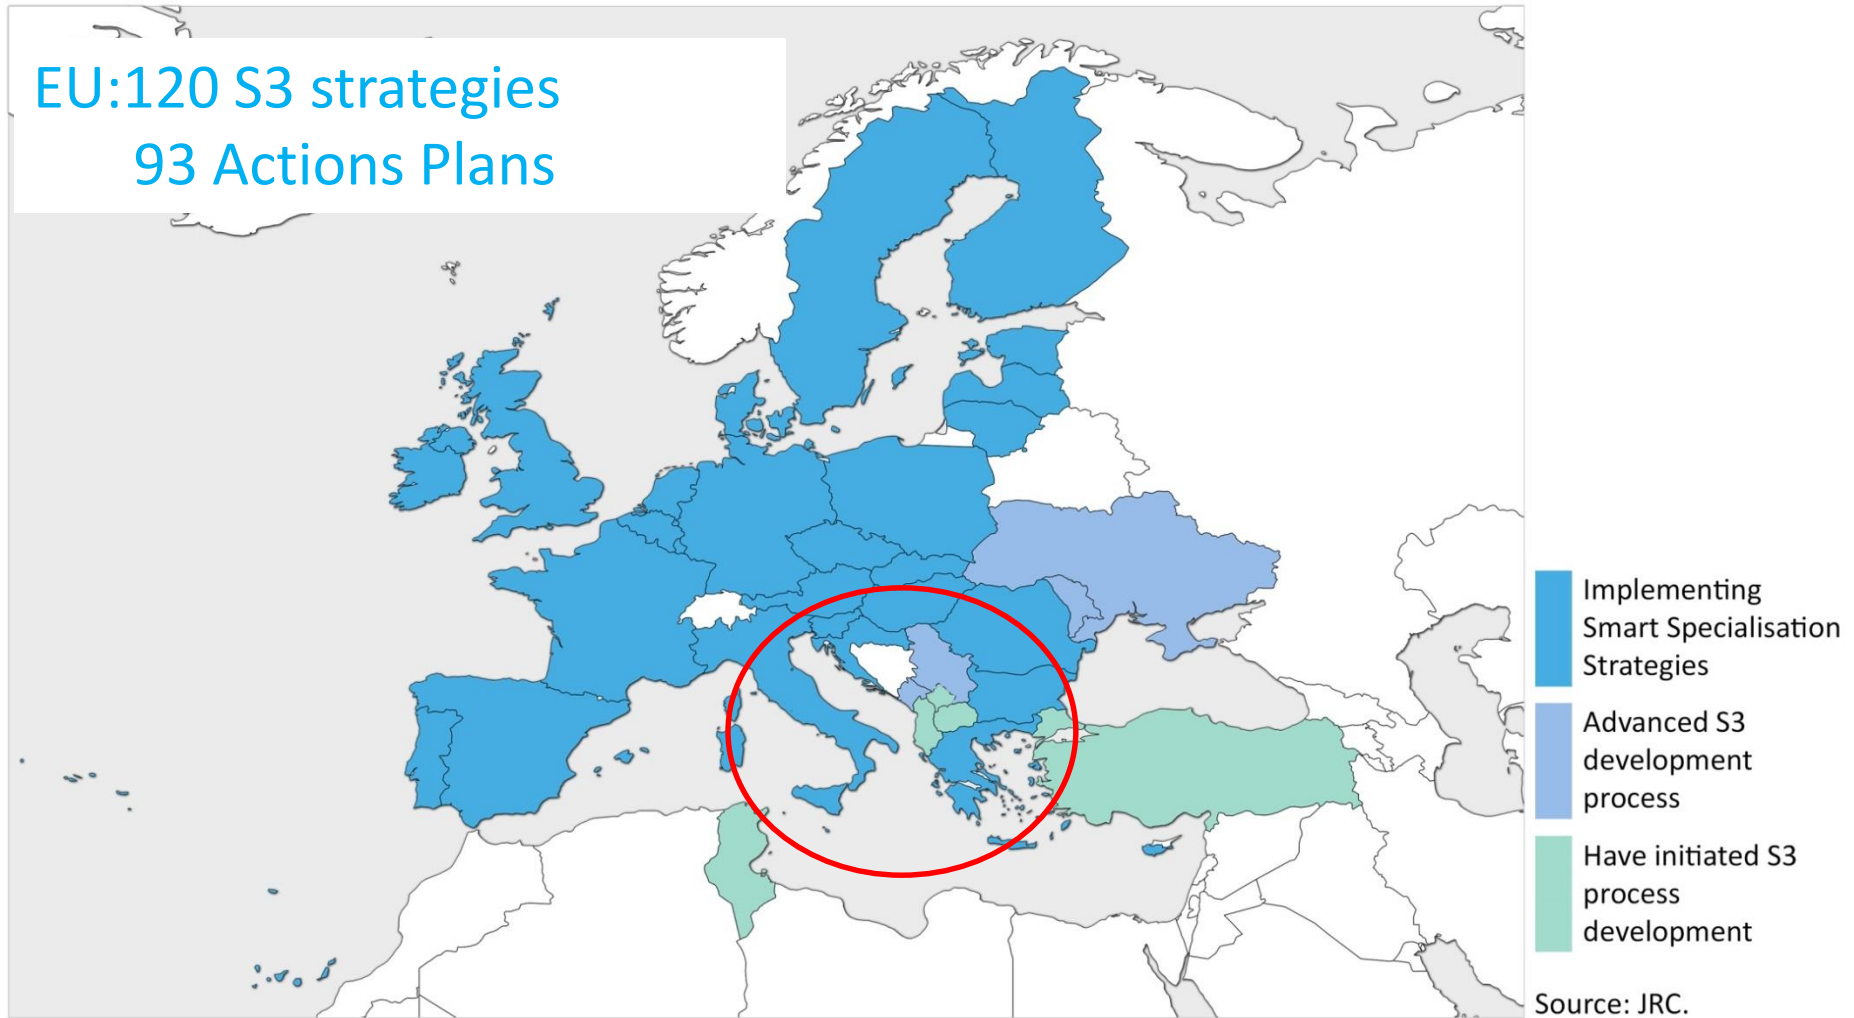 EU:120 S3 strategies
93 Actions Plans
Implementing
Smart Specialisation
Strategies
Advanced S3
development
process
Have initiated S3
process
development
Source: JRC.